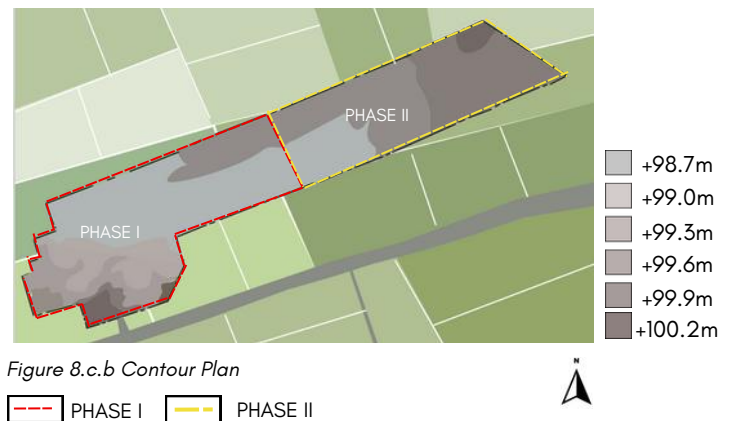 PHASE II
PHASE I
+98.7m
+99.0m
+99.3m
+99.6m
+99.9m
+100.2m
Figure 8.c.b Contour Plan
N
PHASE I
PHASE II